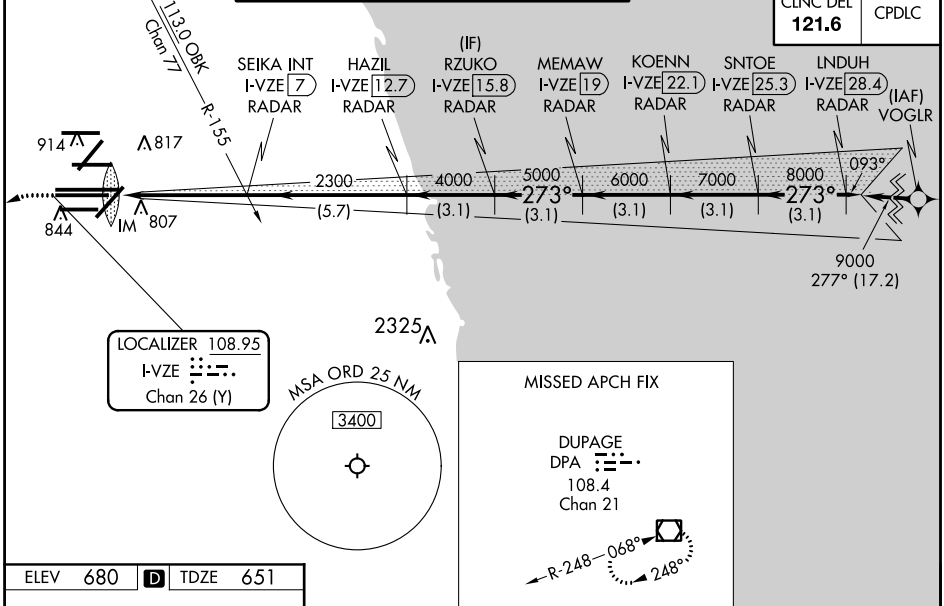 CLNC DEL
121.6
CPDLC
113.0 OBK
Chan 77
R-155
SEIKA INT
I-VZE 7
RADAR
HAZIL
I-VZE 12.7
RADAR
(IF)
RZUKO
I-VZE 15.8
RADAR
MEMAW
I-VZE 19
RADAR
KOENN
I-VZE 22.1
RADAR
SNTOE
I-VZE 25.3
RADAR
LNDUH
I-VZE 28.4
RADAR
(IAF)
VOGLR
914
817
093°
2300
4000
5000
6000
7000
8000
273°
273°
844
IM
807
(5.7)
(3.1)
(3.1)
(3.1)
(3.1)
(3.1)
9000
277° (17.2)
2325
LOCALIZER 108.95
I-VZE
Chan 26 (Y)
MSA ORD 25 NM
3400
MISSED APCH FIX
DUPAGE
DPA
108.4
Chan 21
R-248
068°
248°
ELEV 680 D TDZE 651